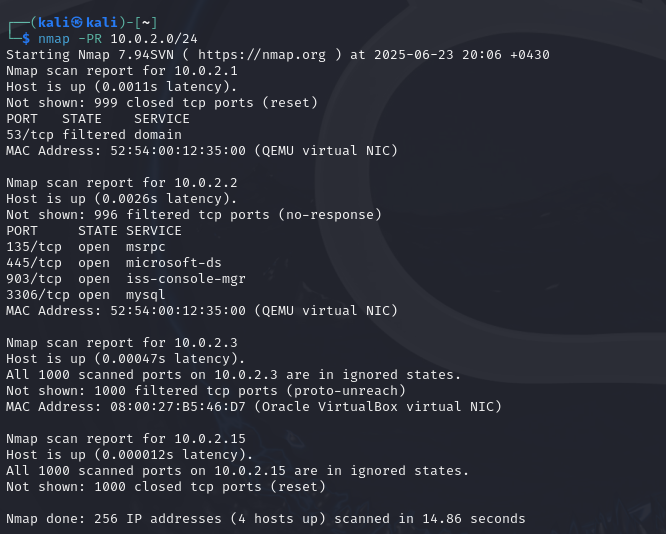 ┌──(kali㉿kali)-[~]
└─$ nmap -PR 10.0.2.0/24
Starting Nmap 7.94SVN ( https://nmap.org ) at 2025-06-23 20:06 +0430
Nmap scan report for 10.0.2.1
Host is up (0.0011s latency).
Not shown: 999 closed tcp ports (reset)
PORT   STATE    SERVICE
53/tcp filtered domain
MAC Address: 52:54:00:12:35:00 (QEMU virtual NIC)

Nmap scan report for 10.0.2.2
Host is up (0.0026s latency).
Not shown: 996 filtered tcp ports (no-response)
PORT     STATE SERVICE
135/tcp  open  msrpc
445/tcp  open  microsoft-ds
903/tcp  open  iss-console-mgr
3306/tcp open  mysql
MAC Address: 52:54:00:12:35:00 (QEMU virtual NIC)

Nmap scan report for 10.0.2.3
Host is up (0.00047s latency).
All 1000 scanned ports on 10.0.2.3 are in ignored states.
Not shown: 1000 filtered tcp ports (proto-unreach)
MAC Address: 08:00:27:B5:46:D7 (Oracle VirtualBox virtual NIC)

Nmap scan report for 10.0.2.15
Host is up (0.000012s latency).
All 1000 scanned ports on 10.0.2.15 are in ignored states.
Not shown: 1000 closed tcp ports (reset)

Nmap done: 256 IP addresses (4 hosts up) scanned in 14.86 seconds